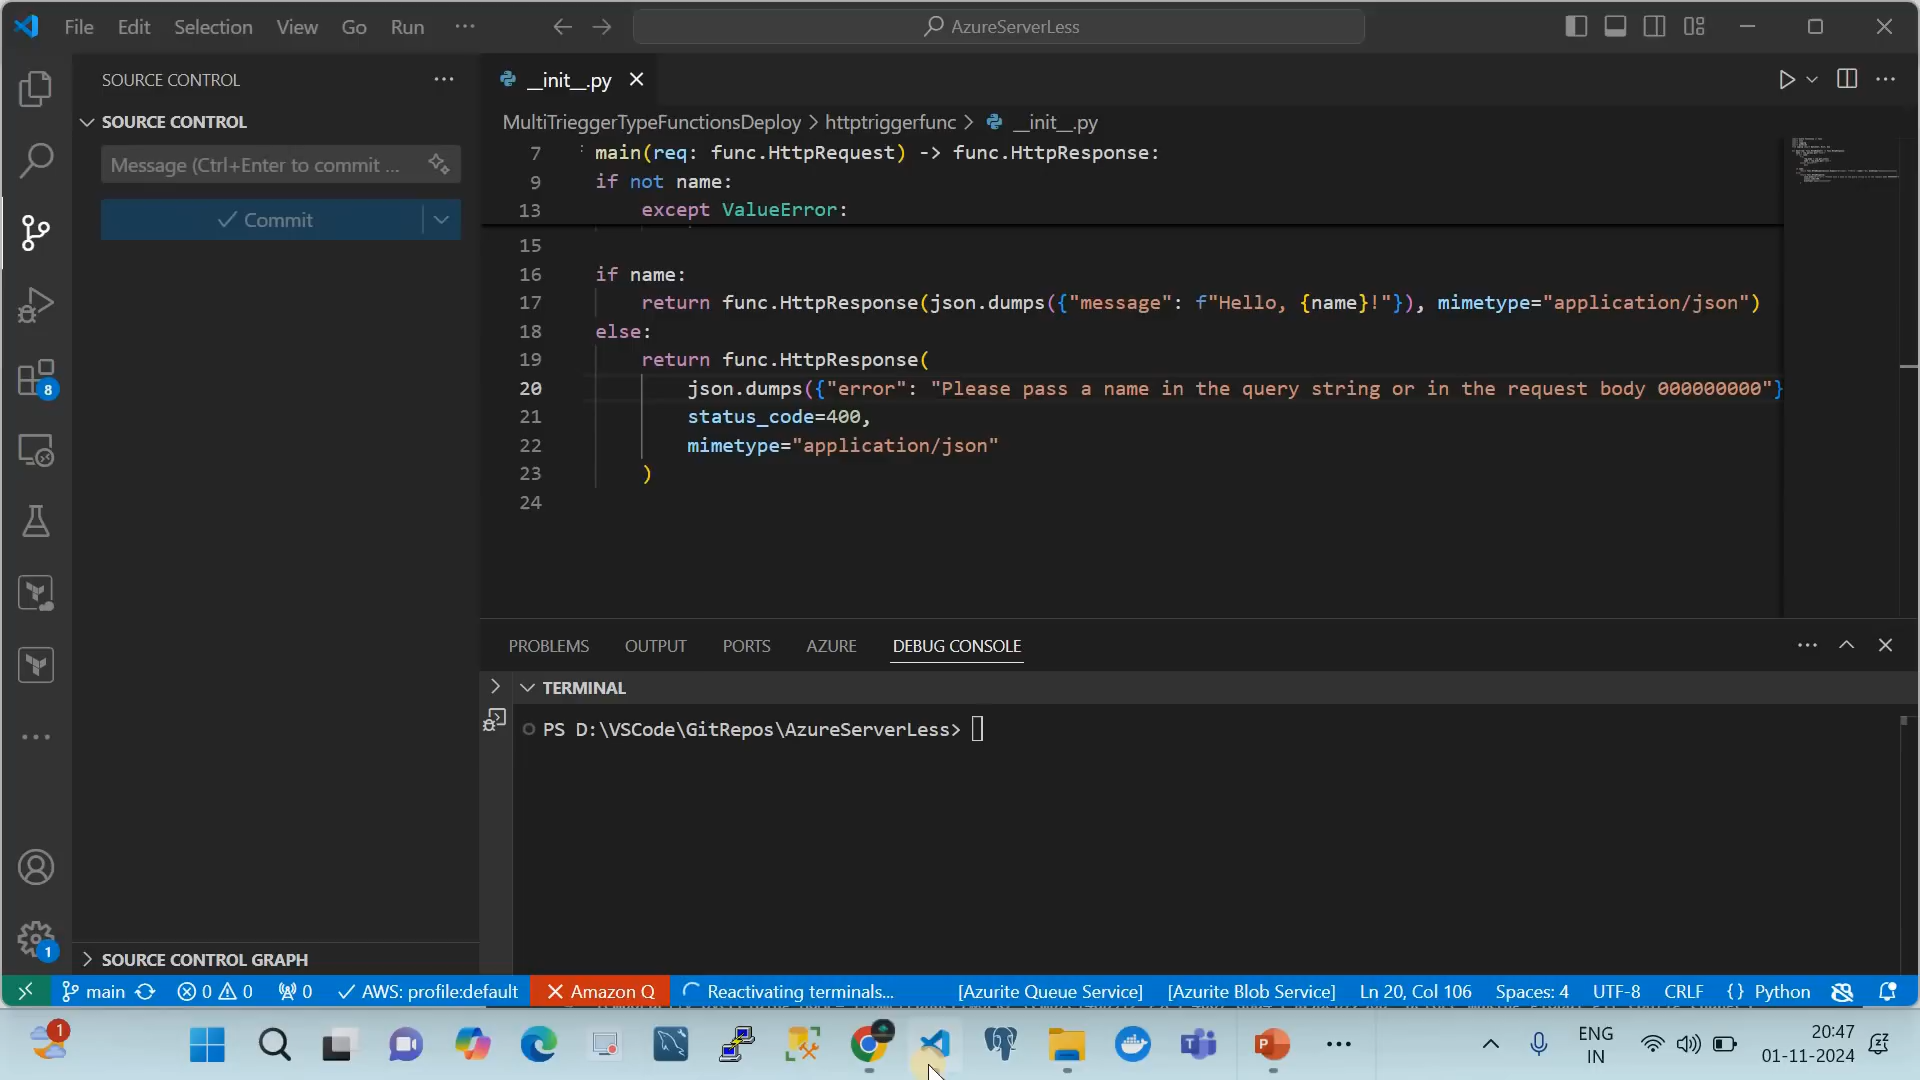 File Edit Selection View Go Run ··· AzureServerLess
SOURCE CONTROL ···
SOURCE CONTROL
Message (Ctrl+Enter to commit ...
Commit
8
1
SOURCE CONTROL GRAPH
__init__.py
MultiTrieggerTypeFunctionsDeploy > httptriggerfunc > __init__.py
7 main(req: func.HttpRequest) -> func.HttpResponse:
9 if not name:
13 except ValueError:
15
16 if name:
17 return func.HttpResponse(json.dumps({"message": f"Hello, {name}!"}), mimetype="application/json")
18 else:
19 return func.HttpResponse(
20 json.dumps({"error": "Please pass a name in the query string or in the request body 000000000"}
21 status_code=400,
22 mimetype="application/json"
23 )
24
PROBLEMS OUTPUT PORTS AZURE DEBUG CONSOLE
TERMINAL
PS D:\VSCode\GitRepos\AzureServerLess>
main 0 0 0 AWS: profile:default Amazon Q Reactivating terminals... [Azurite Queue Service] [Azurite Blob Service] Ln 20, Col 106 Spaces: 4 UTF-8 CRLF {} Python
1
ENG
IN
20:47
01-11-2024